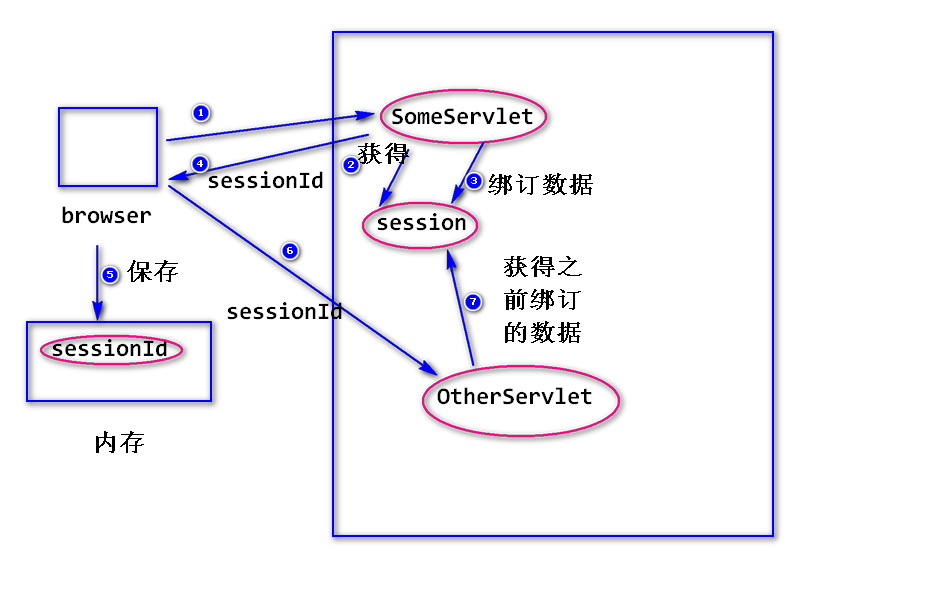 1
SomeServlet
2
获得
4
sessionId
3
绑订数据
browser
session
6
5
保存
获得之
前绑订
的数据
7
sessionId
sessionId
OtherServlet
内存